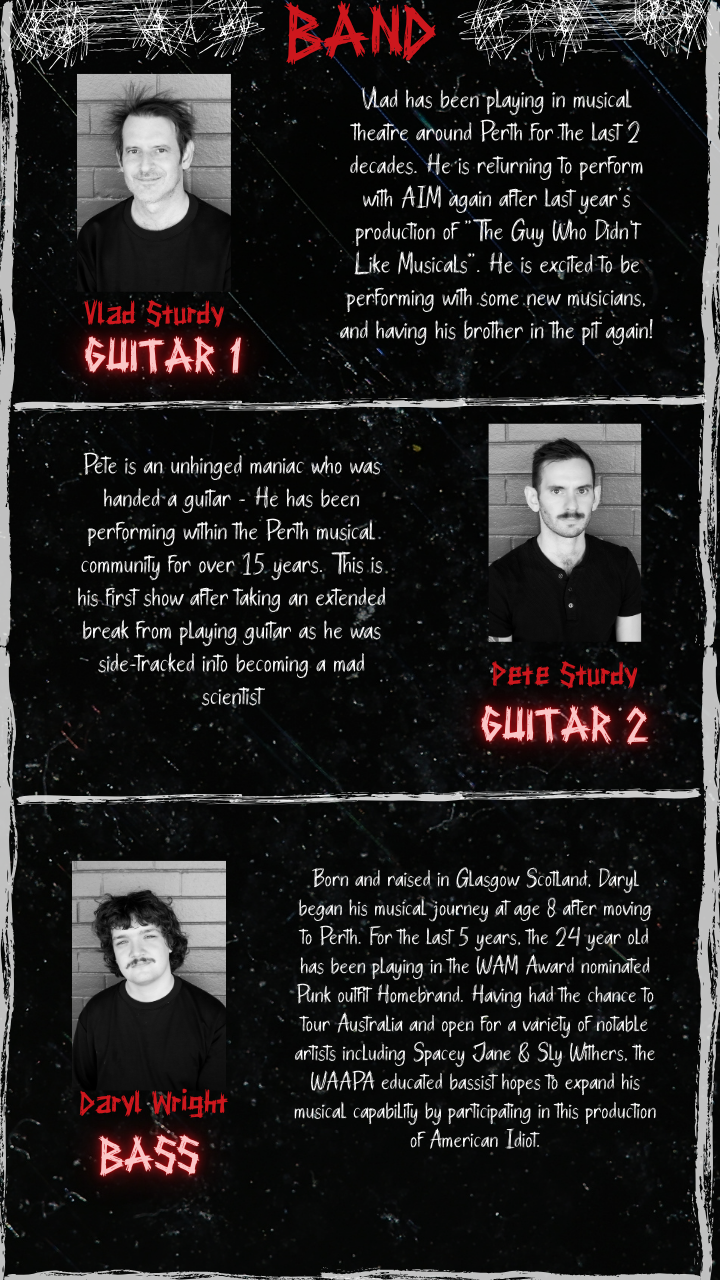 BAND
Vlad has been playing in musical
theatre around Perth for the last 2
decades. He is returning to perform
with AIM again after last year's
production of "The Guy Who Didn't
Like Musicals". He is excited to be
performing with some new musicians,
and having his brother in the pit again!
Vlad Sturdy
GUITAR 1
Pete is an unhinged maniac who was
handed a guitar - He has been
performing within the Perth musical
community for over 15 years. This is
his first show after taking an extended
break from playing guitar as he was
side-tracked into becoming a mad
scientist
Pete Sturdy
GUITAR 2
Born and raised in Glasgow Scotland, Daryl
began his musical journey at age 8 after moving
to Perth. For the last 5 years, the 24 year old
has been playing in the WAM Award nominated
Punk outfit Homebrand. Having had the chance to
tour Australia and open for a variety of notable
artists including Spacey Jane & Sly Withers, the
WAAPA educated bassist hopes to expand his
musical capability by participating in this production
of American Idiot.
Daryl Wright
BASS